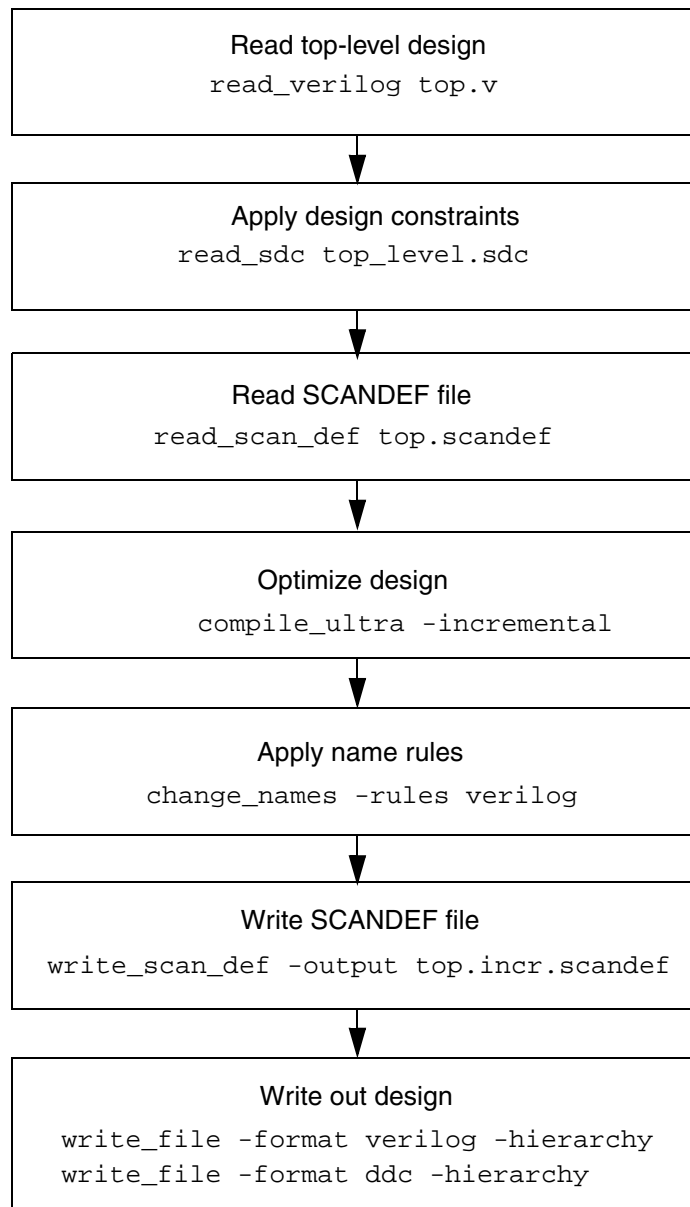 Read top-level design
read_verilog top.v
Apply design constraints
read_sdc top_level.sdc
Read SCANDEF file
read_scan_def top.scandef
Optimize design
compile_ultra -incremental
Apply name rules
change_names -rules verilog
Write SCANDEF file
write_scan_def -output top.incr.scandef
Write out design
write_file -format verilog -hierarchy
write_file -format ddc -hierarchy